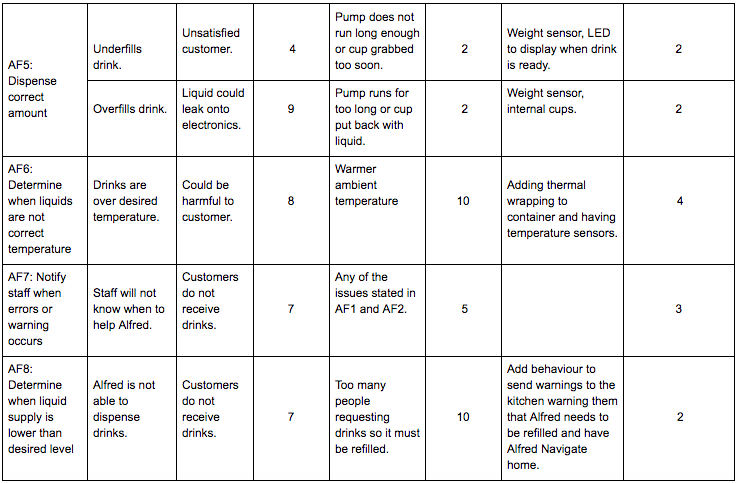 AF5:
Dispense
correct
amount
Underfills
drink.
Unsatisfied
customer.
4
Pump does not
run long enough
or cup grabbed
too soon.
2
Weight sensor, LED
to display when drink
is ready.
2
Overfills drink.
Liquid could
leak onto
electronics.
9
Pump runs for
too long or cup
put back with
liquid.
2
Weight sensor,
internal cups.
2
AF6:
Determine
when liquids
are not
correct
temperature
Drinks are
over desired
temperature.
Could be
harmful to
customer.
8
Warmer
ambient
temperature
10
Adding thermal
wrapping to
container and having
temperature sensors.
4
AF7: Notify
staff when
errors or
warning
occurs
Staff will not
know when to
help Alfred.
Customers
do not
receive
drinks.
7
Any of the
issues stated in
AF1 and AF2.
5
3
AF8:
Determine
when liquid
supply is
lower than
desired level
Alfred is not
able to
dispense
drinks.
Customers
do not
receive
drinks.
7
Too many
people
requesting
drinks so it must
be refilled.
10
Add behaviour to
send warnings to the
kitchen warning them
that Alfred needs to
be refilled and have
Alfred Navigate
home.
2